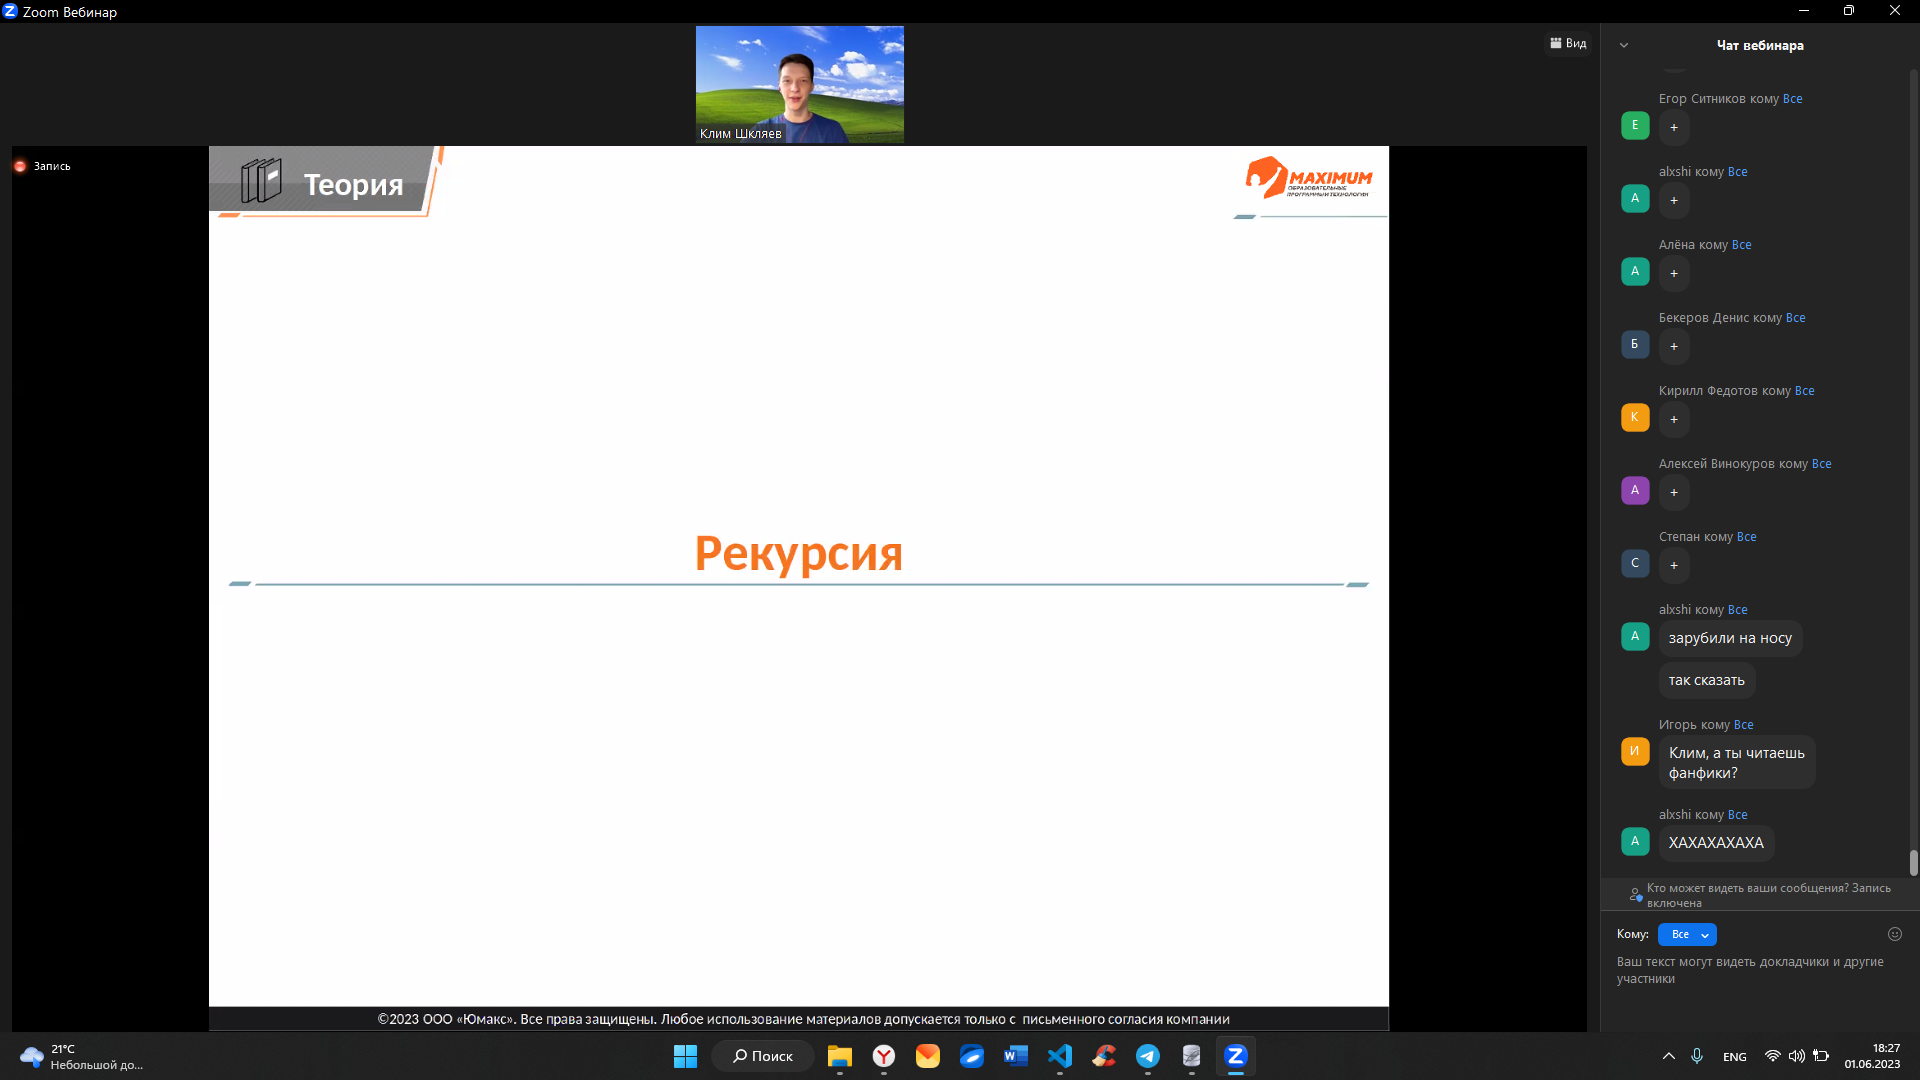 Zoom Вебинар
Вид
Клим Шкляев
Запись
Теория
MAXIMUM
ОБРАЗОВАТЕЛЬНЫЕ
ПРОГРАММЫ И ТЕХНОЛОГИИ
Рекурсия
©2023 ООО «Юмакс». Все права защищены. Любое использование материалов допускается только с письменного согласия компании
Чат вебинара
Егор Ситников кому Все
Е
+
alxshi кому Все
A
+
Алёна кому Все
А
+
Бекеров Денис кому Все
Б
+
Кирилл Федотов кому Все
К
+
Алексей Винокуров кому Все
А
+
Степан кому Все
С
+
alxshi кому Все
A
зарубили на носу
так сказать
Игорь кому Все
И
Клим, а ты читаешь
фанфики?
alxshi кому Все
A
ХАХАХАХАХА
Кто может видеть ваши сообщения? Запись
включена
Кому: Все
Ваш текст могут видеть докладчики и другие
участники
21°C
Небольшой до...
Поиск
ENG
18:27
01.06.2023